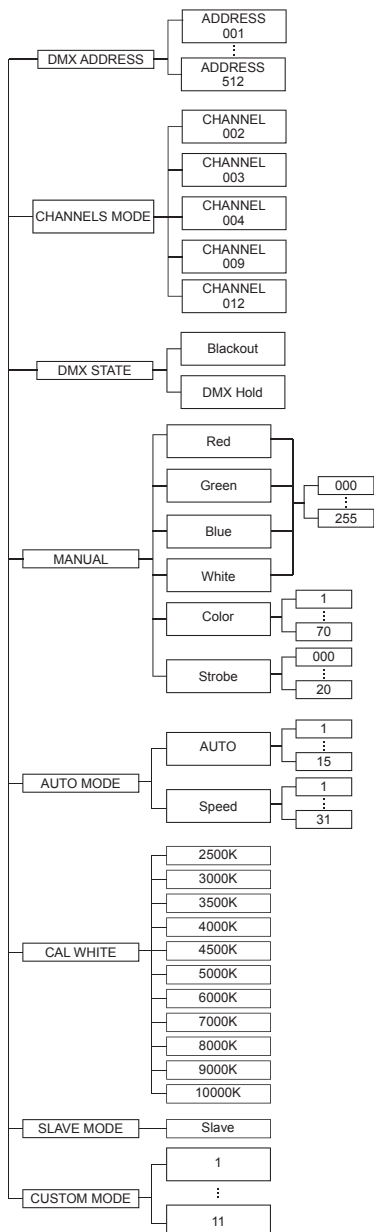 DMX ADDRESS
ADDRESS
001
ADDRESS
512
CHANNELS MODE
CHANNEL
002
CHANNEL
003
CHANNEL
004
CHANNEL
009
CHANNEL
012
DMX STATE
Blackout
DMX Hold
MANUAL
Red
Green
Blue
White
000
255
Color
1
70
Strobe
000
20
AUTO MODE
AUTO
1
15
Speed
1
31
CAL WHITE
2500K
3000K
3500K
4000K
4500K
5000K
6000K
7000K
8000K
9000K
10000K
SLAVE MODE
Slave
CUSTOM MODE
1
11